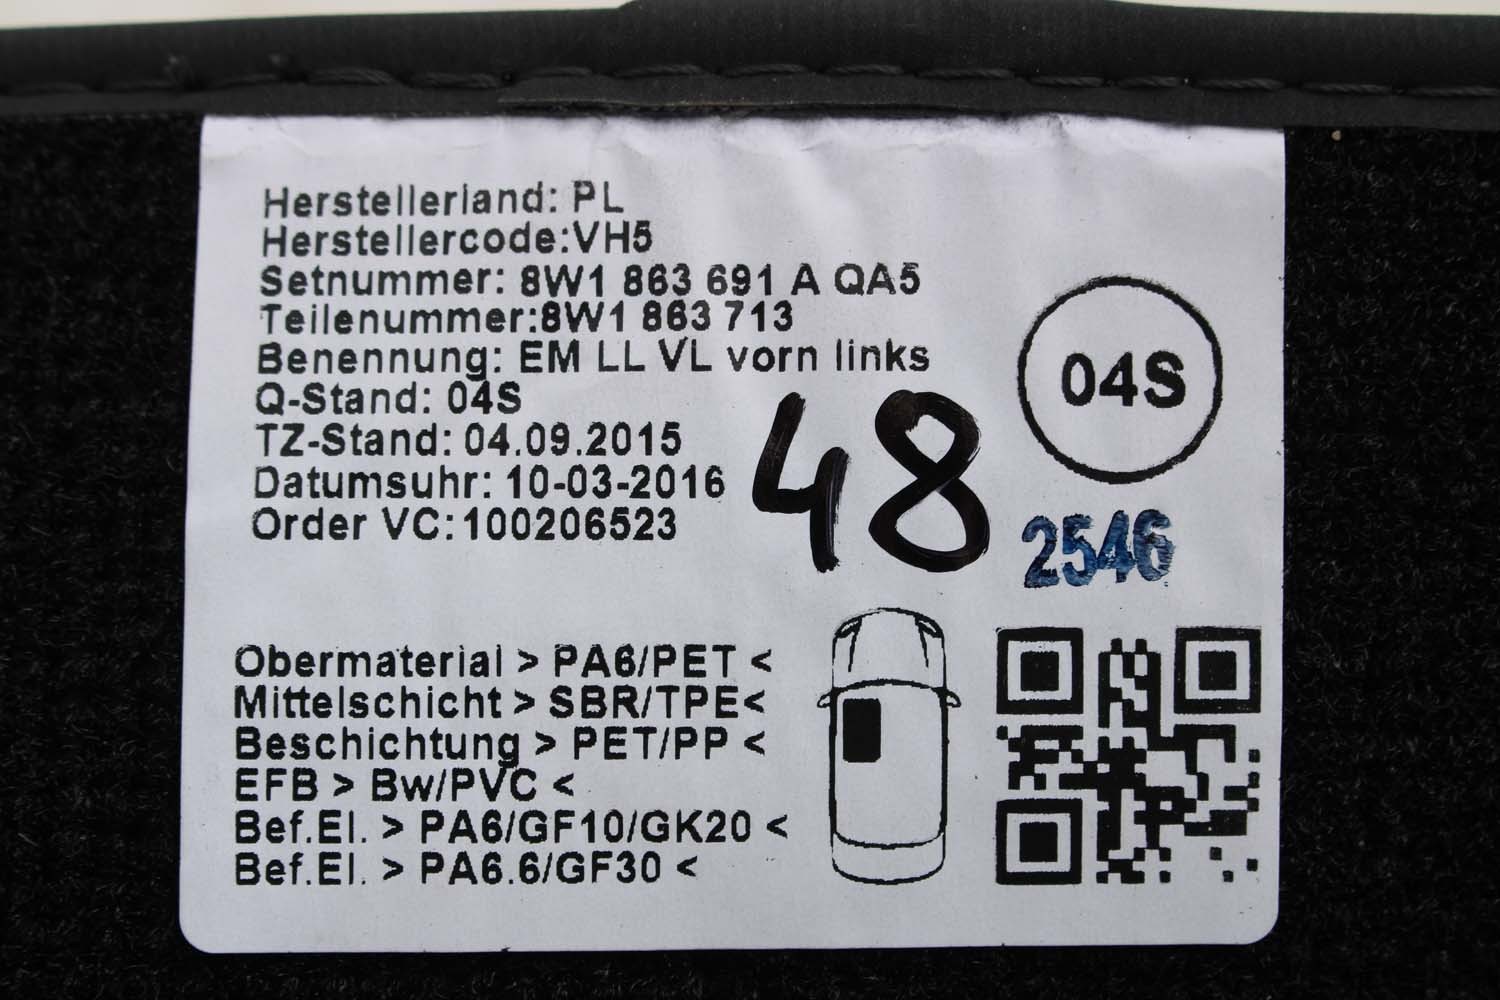 Herstellerland: PL
Herstellercode:VH5
Setnummer: 8W1 863 691 A QA5
Teilenummer:8W1 863 713
Benennung: EM LL VL vorn links
Q-Stand: 04S
TZ-Stand: 04.09.2015
Datumsuhr: 10-03-2016
Order VC:100206523
04S
48
2546
Obermaterial > PA6/PET <
Mittelschicht > SBR/TPE<
Beschichtung > PET/PP <
EFB > Bw/PVC <
Bef.El. > PA6/GF10/GK20 <
Bef.El. > PA6.6/GF30 <